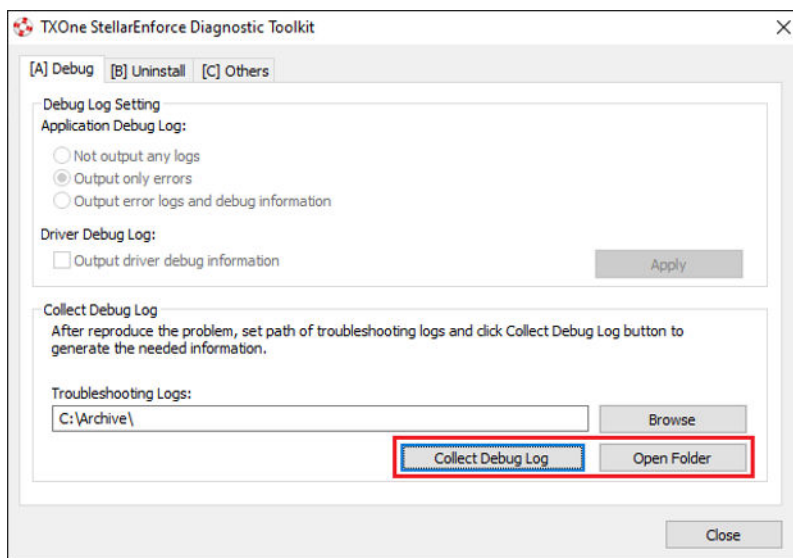 TXOne StellarEnforce Diagnostic Toolkit
[A] Debug [B] Uninstall [C] Others
Debug Log Setting
Application Debug Log:
Not output any logs
Output only errors
Output error logs and debug information
Driver Debug Log:
Output driver debug information
Apply
Collect Debug Log
After reproduce the problem, set path of troubleshooting logs and click Collect Debug Log button to
generate the needed information.
Troubleshooting Logs:
C:\Archive\
Browse
Collect Debug Log Open Folder
Close